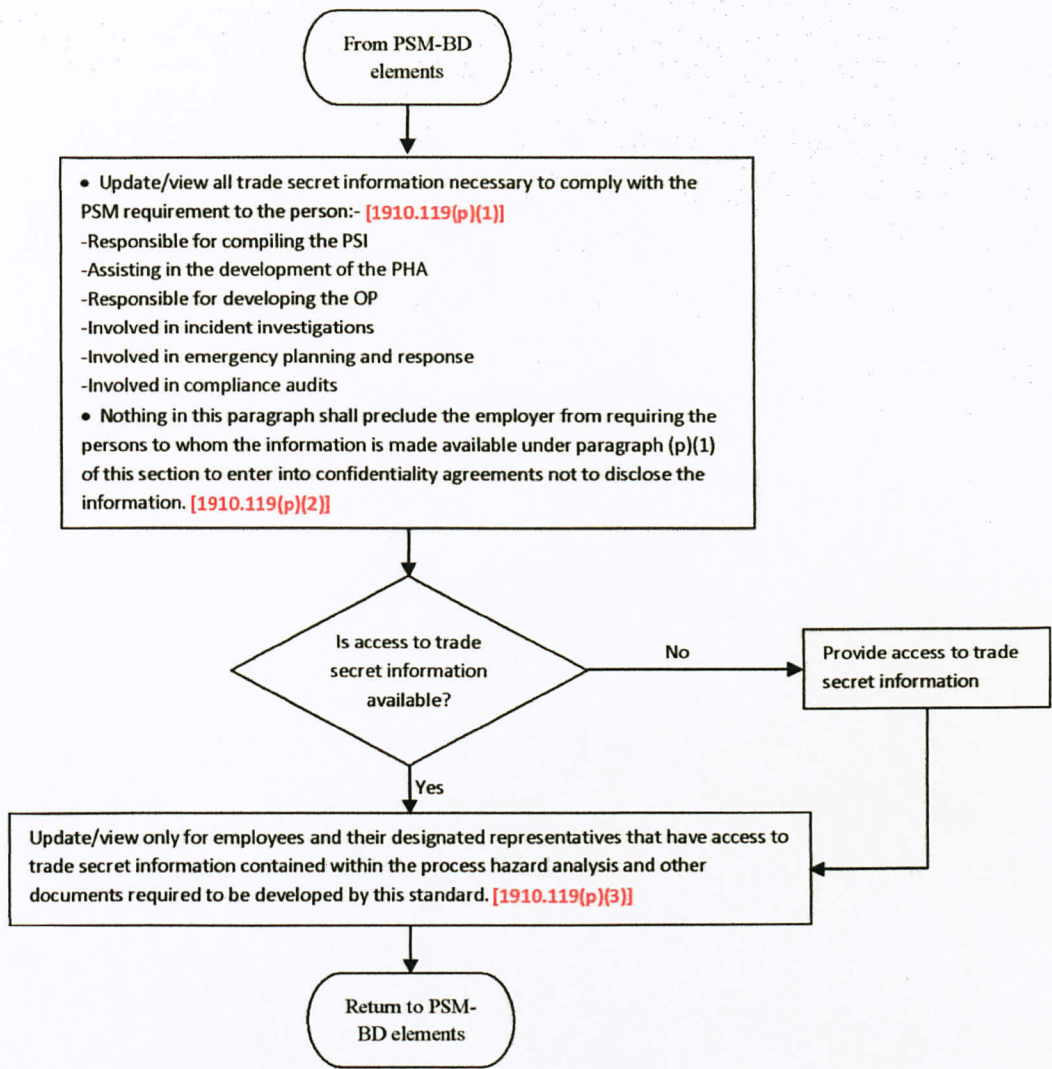 From PSM-BD
elements
• Update/view all trade secret information necessary to comply with the
PSM requirement to the person:- [1910.119(p)(1)]
-Responsible for compiling the PSI
-Assisting in the development of the PHA
-Responsible for developing the OP
-Involved in incident investigations
-Involved in emergency planning and response
-Involved in compliance audits
• Nothing in this paragraph shall preclude the employer from requiring the
persons to whom the information is made available under paragraph (p)(1)
of this section to enter into confidentiality agreements not to disclose the
information. [1910.119(p)(2)]
Is access to trade
secret information
available?
No
Provide access to trade
secret information
Yes
Update/view only for employees and their designated representatives that have access to
trade secret information contained within the process hazard analysis and other
documents required to be developed by this standard. [1910.119(p)(3)]
Return to PSM-
BD elements